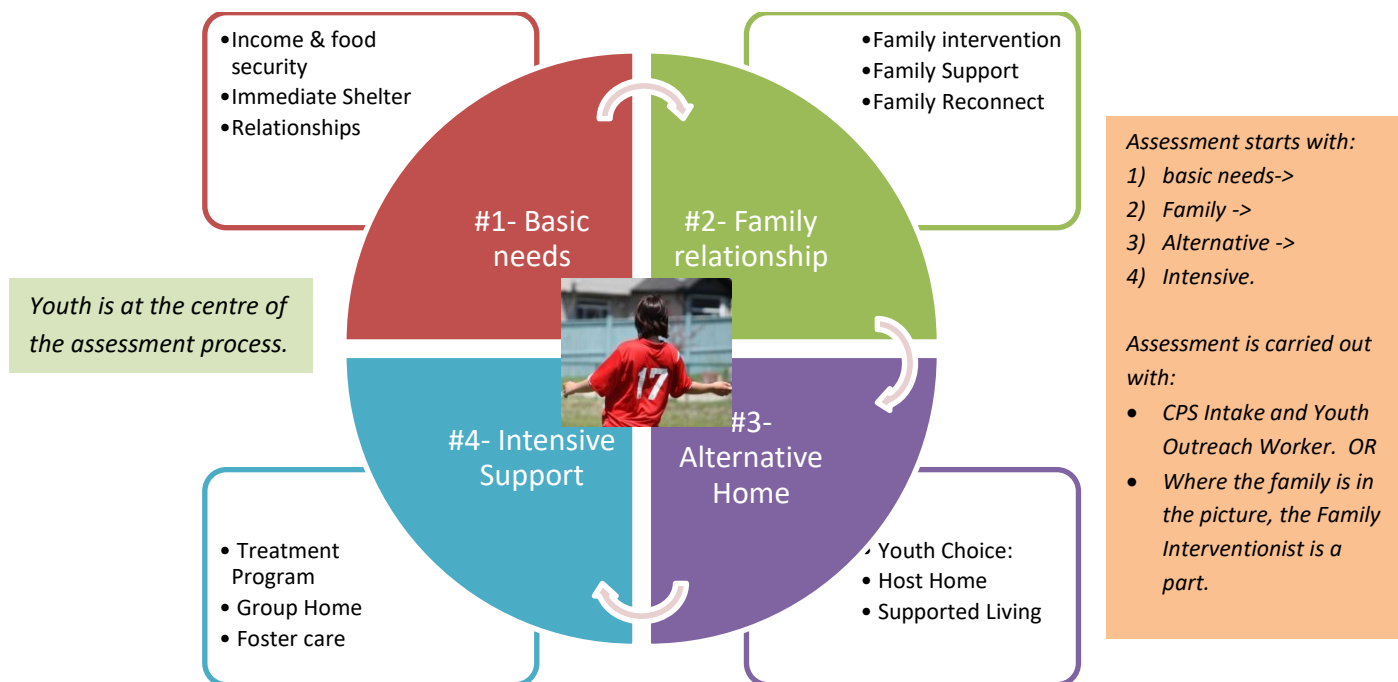 •Income & food
security
•Immediate Shelter
•Relationships
•Family intervention
•Family Support
•Family Reconnect
#1- Basic
needs
#2- Family
relationship
17
#3-
Alternative
Home
#4- Intensive
Support
• Youth Choice:
• Host Home
• Supported Living
• Treatment
Program
• Group Home
• Foster care
Youth is at the centre of
the assessment process.
Assessment starts with:
1) basic needs->
2) Family ->
3) Alternative ->
4) Intensive.
Assessment is carried out
with:
• CPS Intake and Youth
Outreach Worker. OR
• Where the family is in
the picture, the Family
Interventionist is a
part.